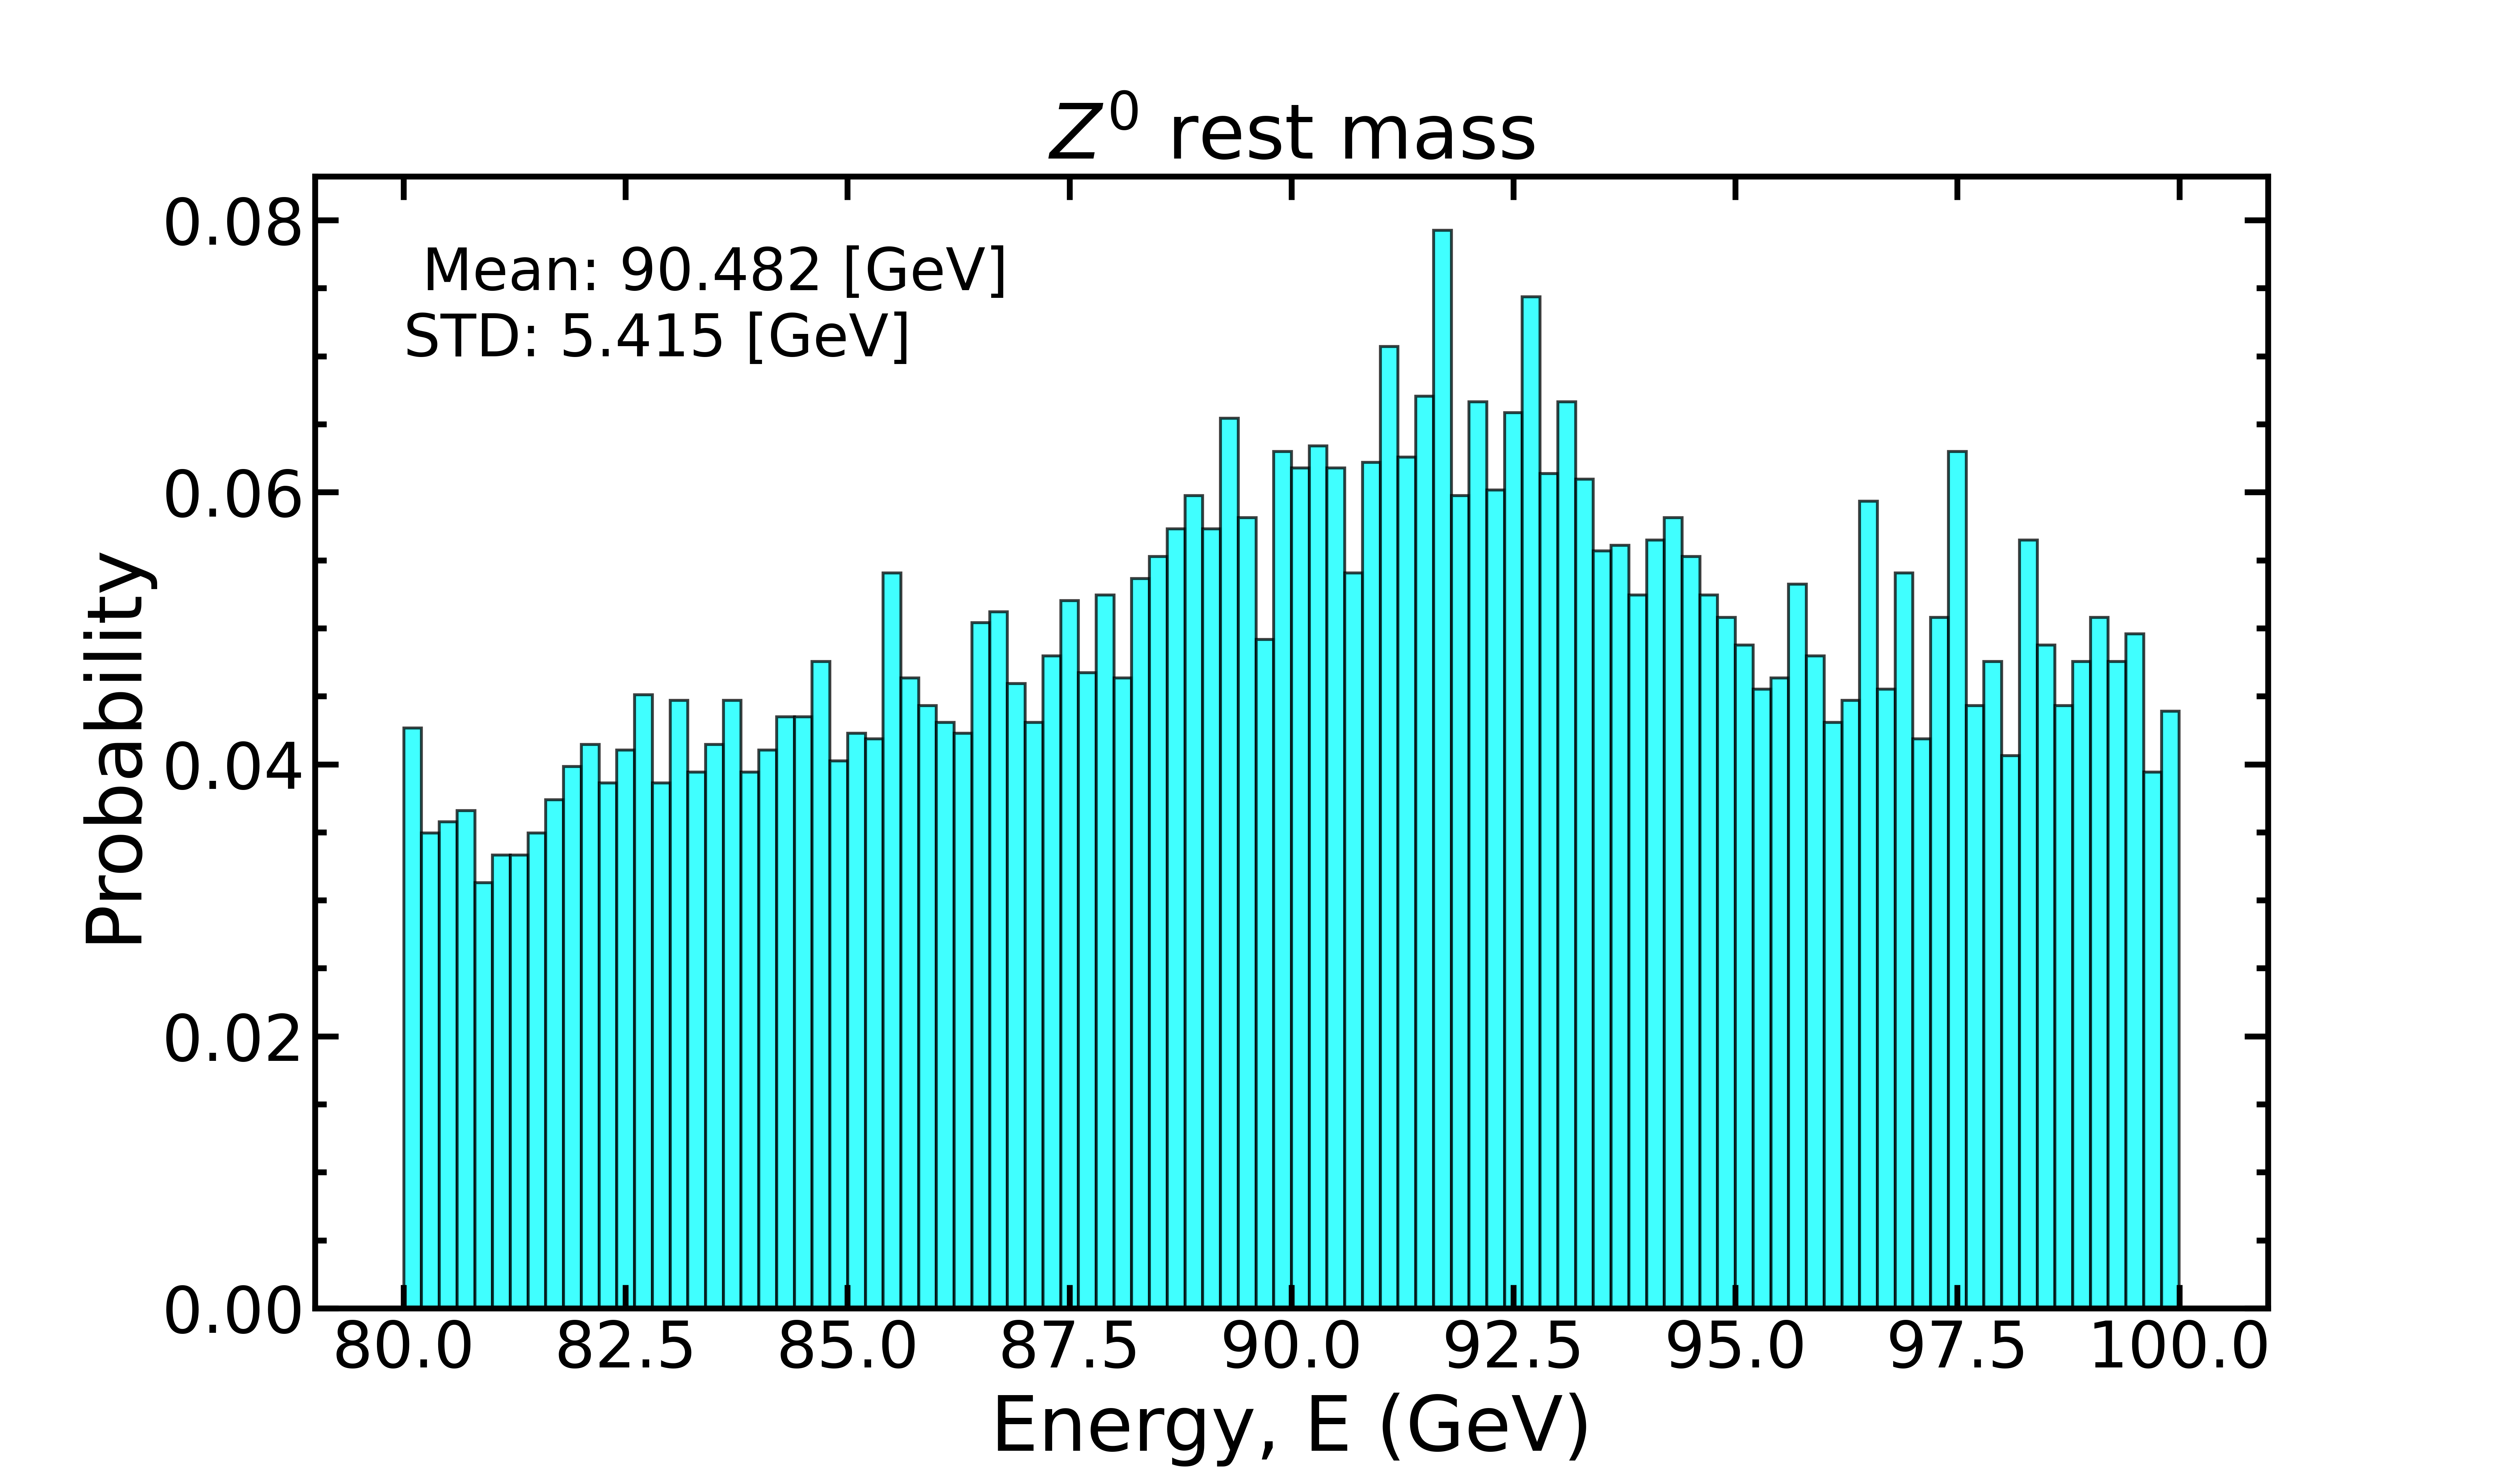 Z⁰ rest mass
Mean: 90.482 [GeV]
STD: 5.415 [GeV]
Probability
0.08
0.06
0.04
0.02
0.00
80.0 82.5 85.0 87.5 90.0 92.5 95.0 97.5 100.0
Energy, E (GeV)